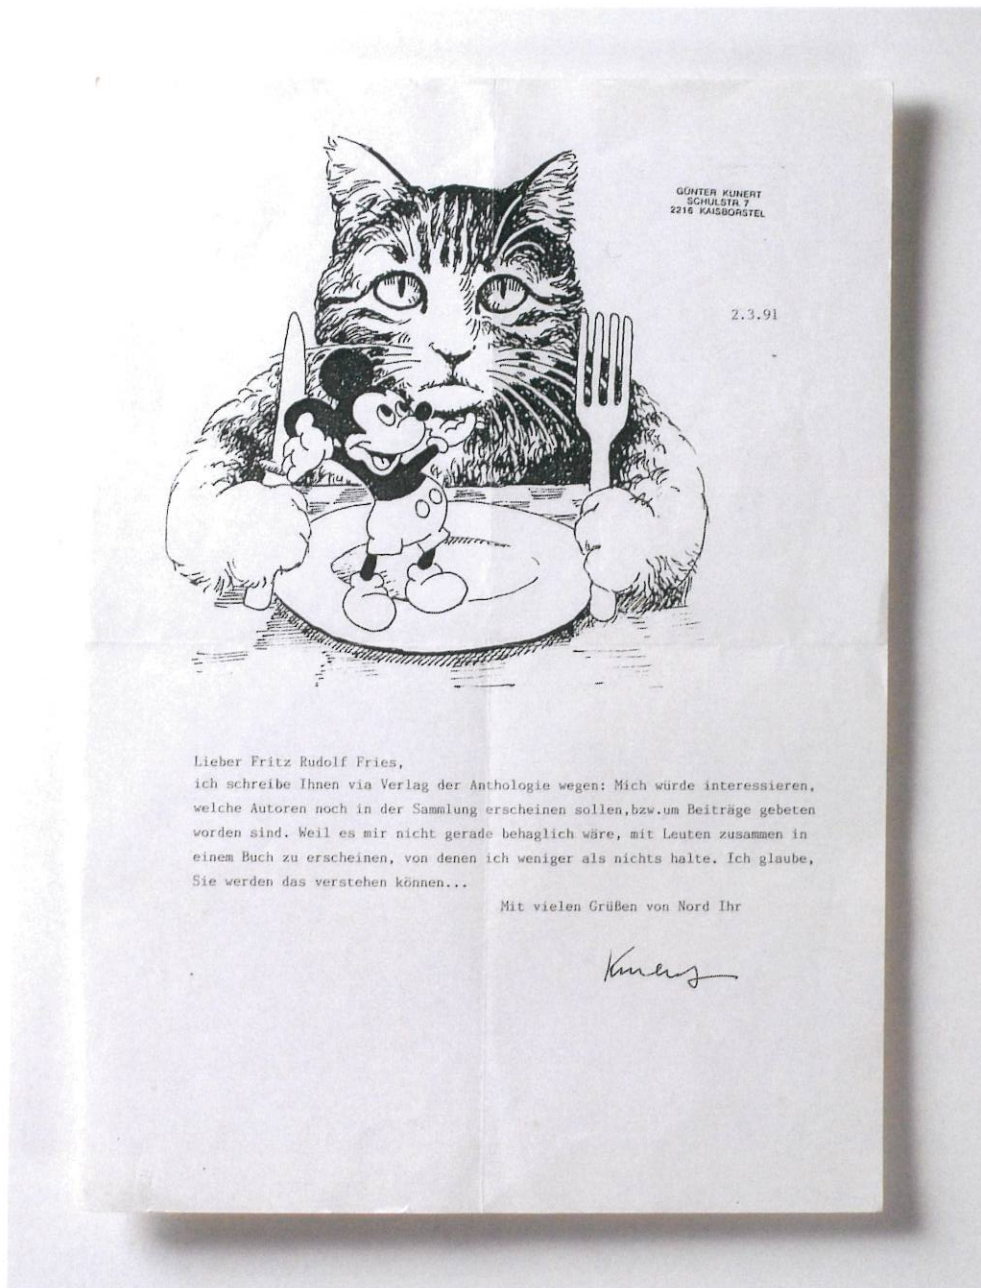 GÜNTER KUNERT
SCHULSTR. 7
2216 KAISBORSTEL
2.3.91
Lieber Fritz Rudolf Fries,
ich schreibe Ihnen via Verlag der Anthologie wegen: Mich würde interessieren,
welche Autoren noch in der Sammlung erscheinen sollen,bzw.um Beiträge gebeten
worden sind. Weil es mir nicht gerade behaglich wäre, mit Leuten zusammen in
einem Buch zu erscheinen, von denen ich weniger als nichts halte. Ich glaube,
Sie werden das verstehen können...
Mit vielen Grüßen von Nord Ihr
Kunert